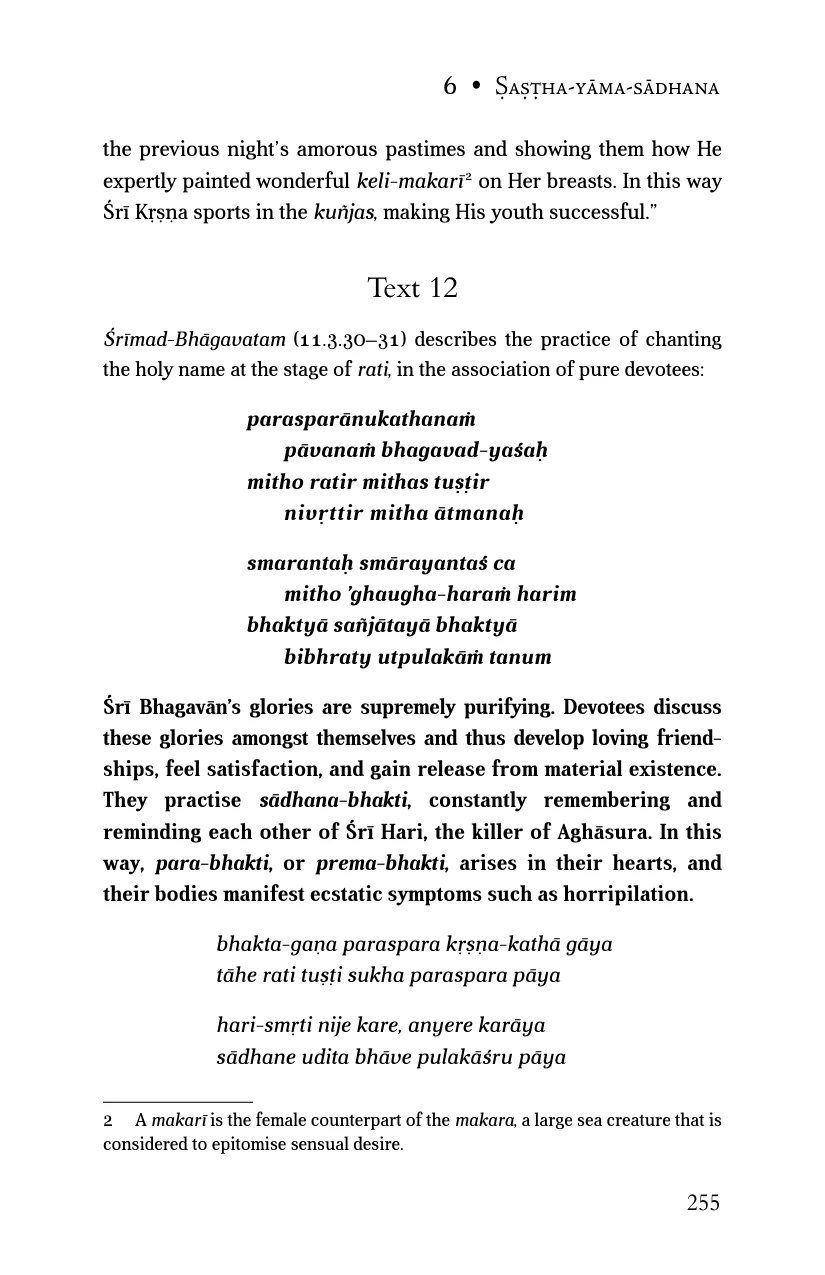 6 • Ṣaṣṭha-yāma-sādhana
the previous night’s amorous pastimes and showing them how He
expertly painted wonderful keli-makarī² on Her breasts. In this way
Śrī Kṛṣṇa sports in the kuñjas, making His youth successful.”
Text 12
Śrīmad-Bhāgavatam (11.3.30–31) describes the practice of chanting
the holy name at the stage of rati, in the association of pure devotees:
parasparānukathanaṁ
pāvanaṁ bhagavad-yaśaḥ
mitho ratir mithas tuṣṭir
nivṛttir mitha ātmanaḥ
smarantaḥ smārayantaś ca
mitho ’ghaugha-haraṁ harim
bhaktyā sañjātayā bhaktyā
bibhraty utpulakāṁ tanum
Śrī Bhagavān’s glories are supremely purifying. Devotees discuss
these glories amongst themselves and thus develop loving friend-
ships, feel satisfaction, and gain release from material existence.
They practise sādhana-bhakti, constantly remembering and
reminding each other of Śrī Hari, the killer of Aghāsura. In this
way, para-bhakti, or prema-bhakti, arises in their hearts, and
their bodies manifest ecstatic symptoms such as horripilation.
bhakta-gaṇa paraspara kṛṣṇa-kathā gāya
tāhe rati tuṣṭi sukha paraspara pāya
hari-smṛti nije kare, anyere karāya
sādhane udita bhāve pulakāśru pāya
2 A makarī is the female counterpart of the makara, a large sea creature that is
considered to epitomise sensual desire.
255